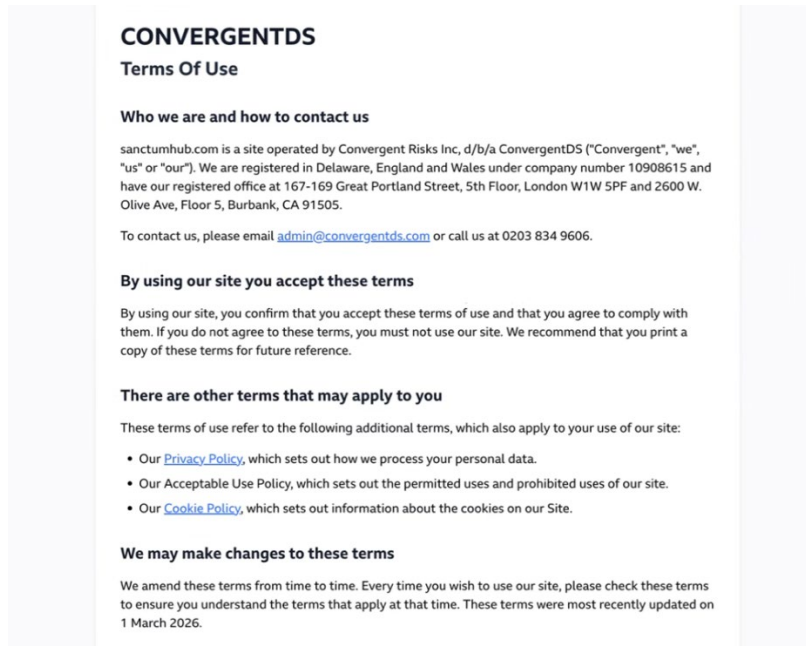 CONVERGENTDS
Terms Of Use
Who we are and how to contact us
sanctumhub.com is a site operated by Convergent Risks Inc, d/b/a ConvergentDS ("Convergent", "we",
"us" or "our"). We are registered in Delaware, England and Wales under company number 10908615 and
have our registered office at 167-169 Great Portland Street, 5th Floor, London W1W 5PF and 2600 W.
Olive Ave, Floor 5, Burbank, CA 91505.
To contact us, please email admin@convergentds.com or call us at 0203 834 9606.
By using our site you accept these terms
By using our site, you confirm that you accept these terms of use and that you agree to comply with
them. If you do not agree to these terms, you must not use our site. We recommend that you print a
copy of these terms for future reference.
There are other terms that may apply to you
These terms of use refer to the following additional terms, which also apply to your use of our site:
• Our Privacy Policy, which sets out how we process your personal data.
• Our Acceptable Use Policy, which sets out the permitted uses and prohibited uses of our site.
• Our Cookie Policy, which sets out information about the cookies on our Site.
We may make changes to these terms
We amend these terms from time to time. Every time you wish to use our site, please check these terms
to ensure you understand the terms that apply at that time. These terms were most recently updated on
1 March 2026.